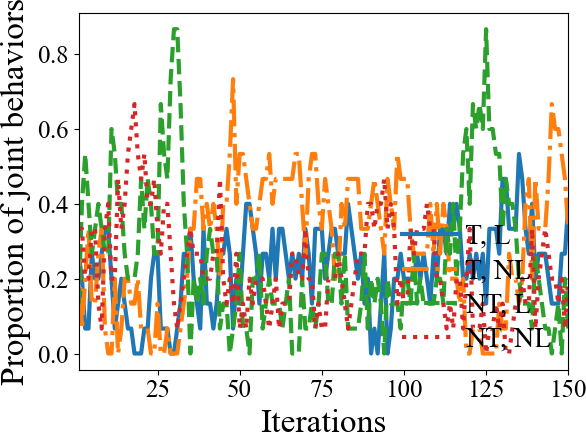 Proportion of joint behaviors
0.8
0.6
0.4
0.2
0.0
T, L
T, NL
NT, L
NT, NL
25
50
75
100
125
150
Iterations